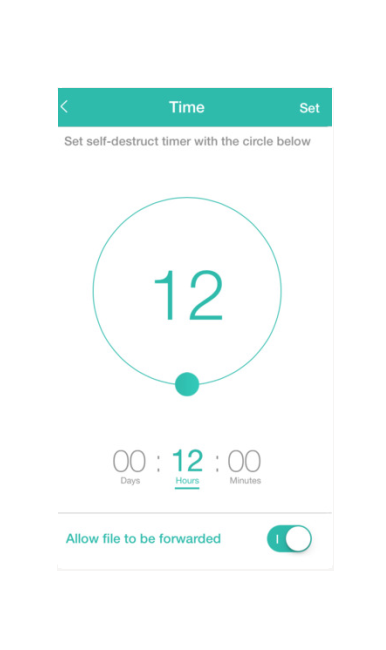 Time Set
Set self-destruct timer with the circle below
12
00 : 12 : 00
Days Hours Minutes
Allow file to be forwarded